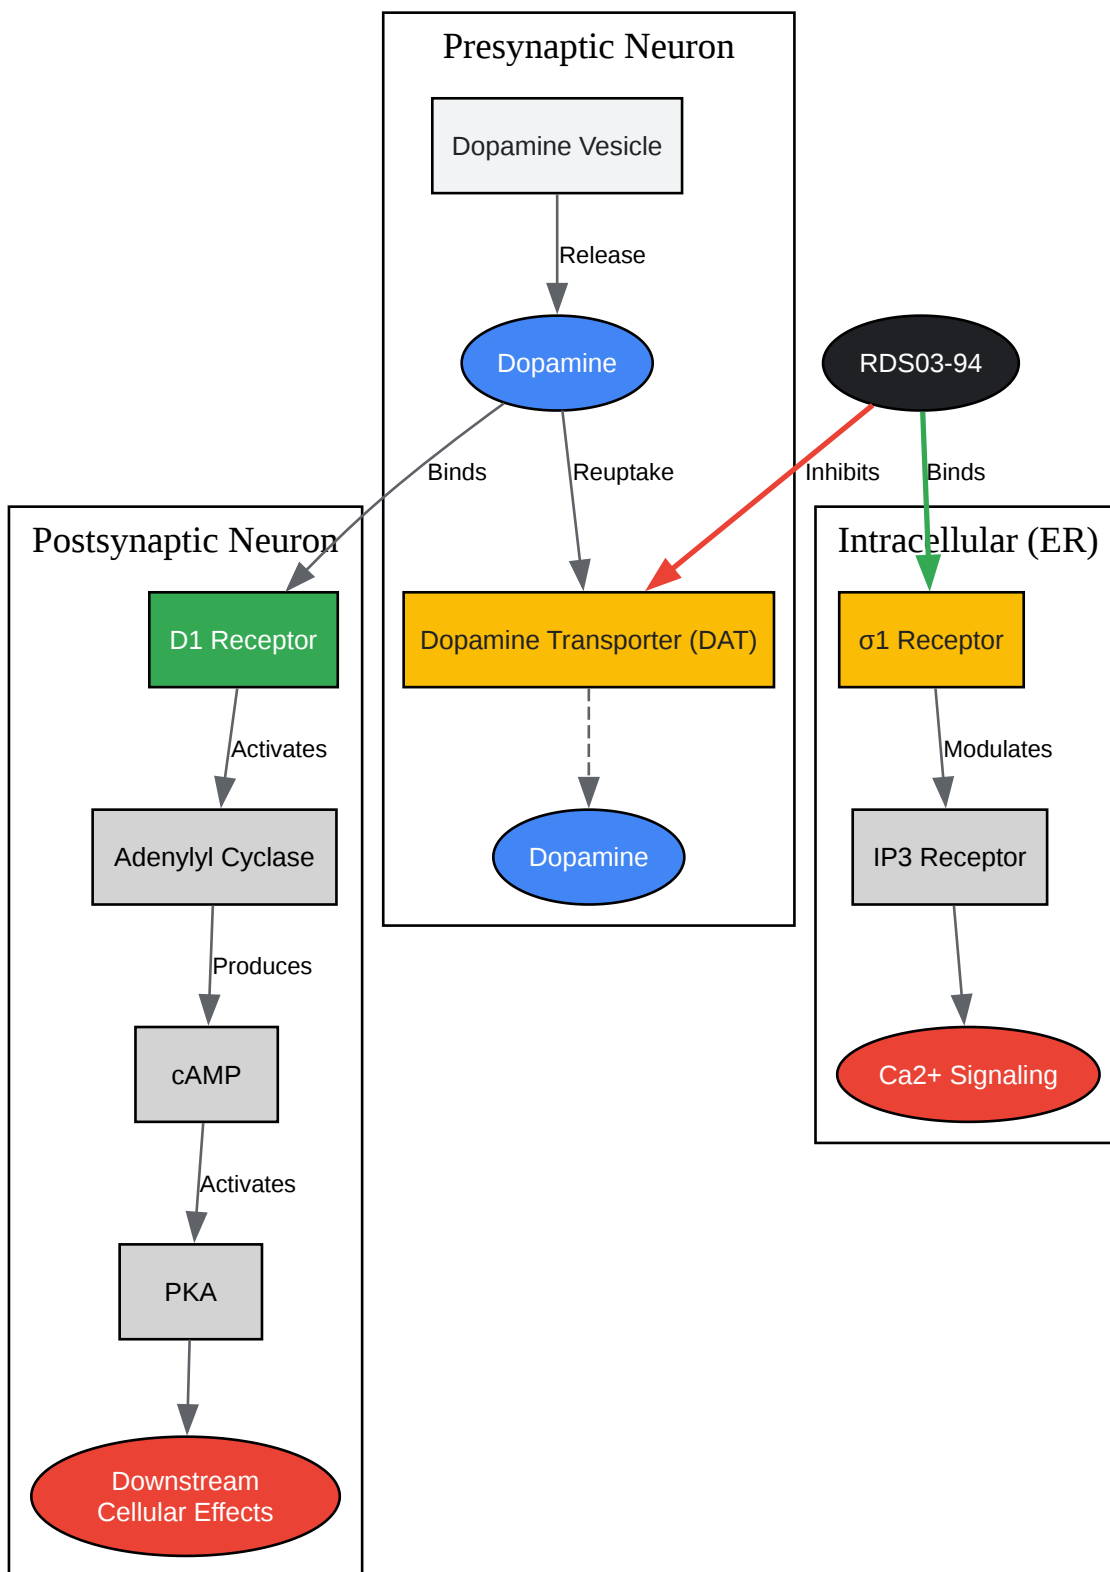 Presynaptic Neuron
Dopamine Vesicle
Release
Dopamine
RDS03-94
Binds
Reuptake
Inhibits
Binds
Postsynaptic Neuron
Intracellular (ER)
D1 Receptor
Dopamine Transporter (DAT)
σ1 Receptor
Activates
Modulates
Adenylyl Cyclase
Dopamine
IP3 Receptor
Produces
cAMP
Ca2+ Signaling
Activates
PKA
Downstream
Cellular Effects